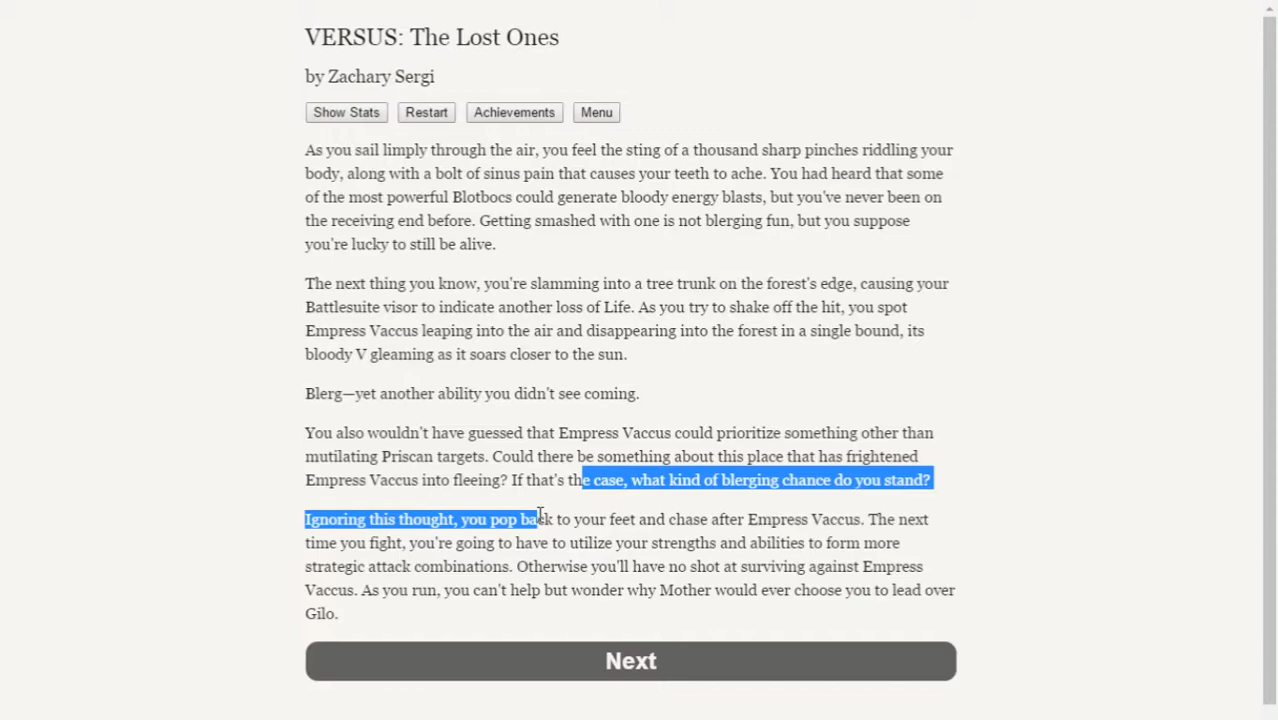 VERSUS: The Lost Ones
by Zachary Sergi
Show Stats Restart Achievements Menu
As you sail limply through the air, you feel the sting of a thousand sharp pinches riddling your
body, along with a bolt of sinus pain that causes your teeth to ache. You had heard that some
of the most powerful Blotbocs could generate bloody energy blasts, but you've never been on
the receiving end before. Getting smashed with one is not blerging fun, but you suppose
you're lucky to still be alive.
The next thing you know, you're slamming into a tree trunk on the forest's edge, causing your
Battlesuite visor to indicate another loss of Life. As you try to shake off the hit, you spot
Empress Vaccus leaping into the air and disappearing into the forest in a single bound, its
bloody V gleaming as it soars closer to the sun.
Blerg—yet another ability you didn't see coming.
You also wouldn't have guessed that Empress Vaccus could prioritize something other than
mutilating Priscan targets. Could there be something about this place that has frightened
Empress Vaccus into fleeing? If that's the case, what kind of blerging chance do you stand?
Ignoring this thought, you pop back to your feet and chase after Empress Vaccus. The next
time you fight, you're going to have to utilize your strengths and abilities to form more
strategic attack combinations. Otherwise you'll have no shot at surviving against Empress
Vaccus. As you run, you can't help but wonder why Mother would ever choose you to lead over
Gilo.
Next